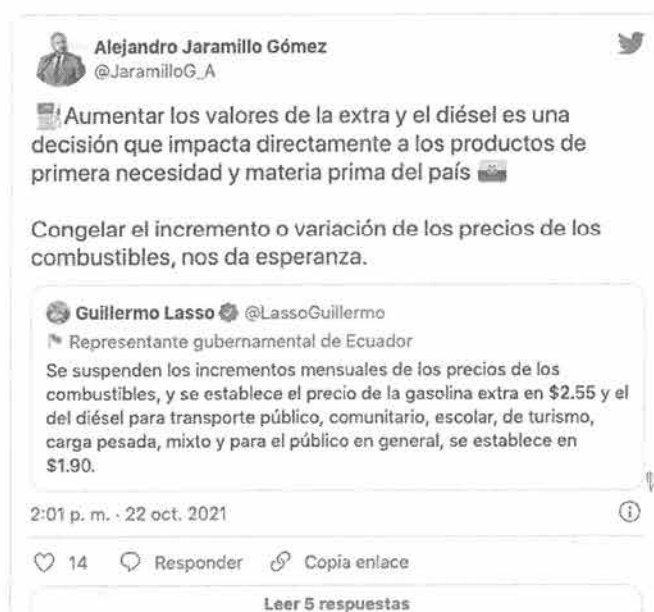 Alejandro Jaramillo Gómez
@JaramilloG_A
Aumentar los valores de la extra y el diésel es una
decisión que impacta directamente a los productos de
primera necesidad y materia prima del país
Congelar el incremento o variación de los precios de los
combustibles, nos da esperanza.
Guillermo Lasso @LassoGuillermo
Representante gubernamental de Ecuador
Se suspenden los incrementos mensuales de los precios de los
combustibles, y se establece el precio de la gasolina extra en $2.55 y el
del diésel para transporte público, comunitario, escolar, de turismo,
carga pesada, mixto y para el público en general, se establece en
$1.90.
2:01 p. m. · 22 oct. 2021
14 Responder Copia enlace
Leer 5 respuestas